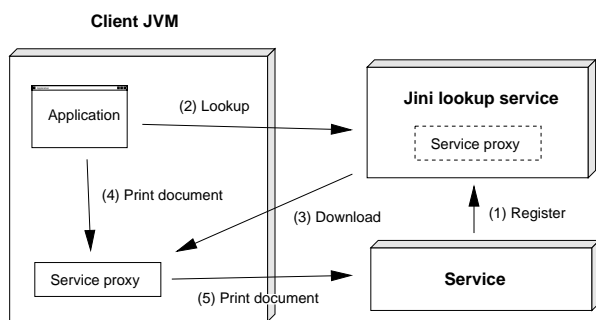 Client JVM
Application
(2) Lookup
Jini lookup service
Service proxy
(4) Print document
(3) Download
(1) Register
Service proxy
(5) Print document
Service